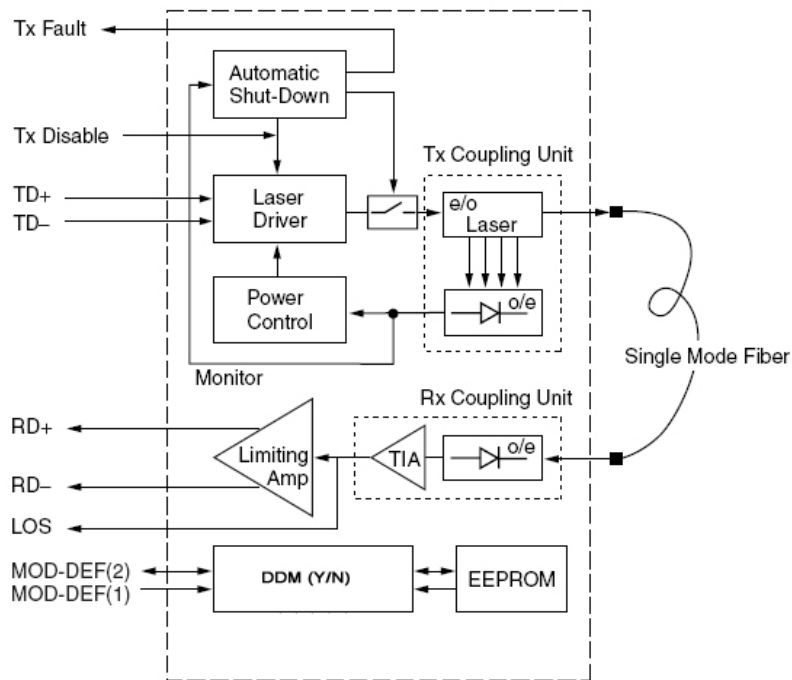 Tx Fault
Automatic
Shut-Down
Tx Disable
Tx Coupling Unit
TD+
TD–
Laser
Driver
e/o
Laser
Power
Control
o/e
Monitor
Single Mode Fiber
Rx Coupling Unit
RD+
RD–
Limiting
Amp
TIA
o/e
LOS
MOD-DEF(2)
MOD-DEF(1)
DDM (Y/N)
EEPROM